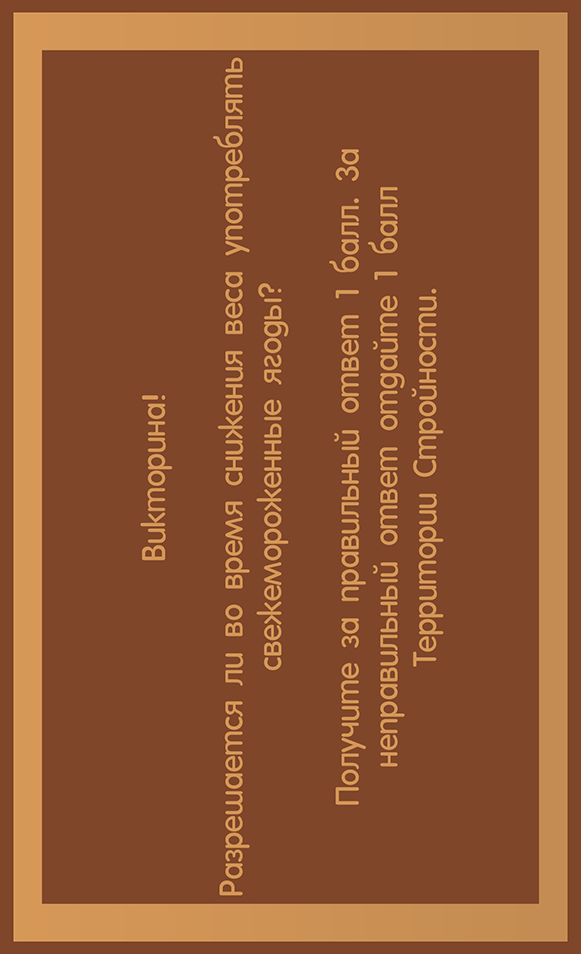 Викторина!
Разрешается ли во время снижения веса употреблять
свежемороженные ягоды?
Получите за правильный ответ 1 балл. За
неправильный ответ отдайте 1 балл
Территории Стройности.